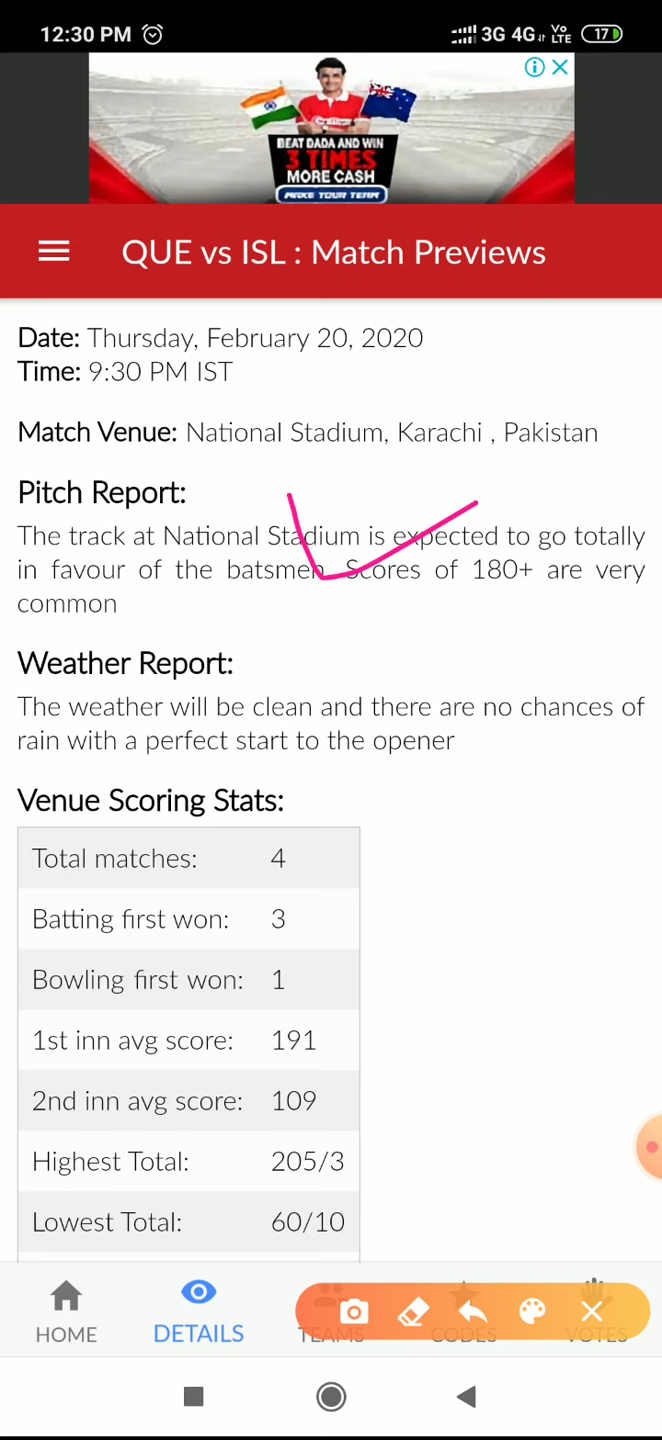 12:30 PM
3G 4G Vo LTE 17
BEAT DADA AND WIN
3 TIMES
MORE CASH
MAKE YOUR TEAM
QUE vs ISL : Match Previews
Date: Thursday, February 20, 2020
Time: 9:30 PM IST
Match Venue: National Stadium, Karachi , Pakistan
Pitch Report:
The track at National Stadium is expected to go totally
in favour of the batsmen. Scores of 180+ are very
common
Weather Report:
The weather will be clean and there are no chances of
rain with a perfect start to the opener
Venue Scoring Stats:
Total matches: 4
Batting first won: 3
Bowling first won: 1
1st inn avg score: 191
2nd inn avg score: 109
Highest Total: 205/3
Lowest Total: 60/10
HOME DETAILS TEAMS CODES VOTES